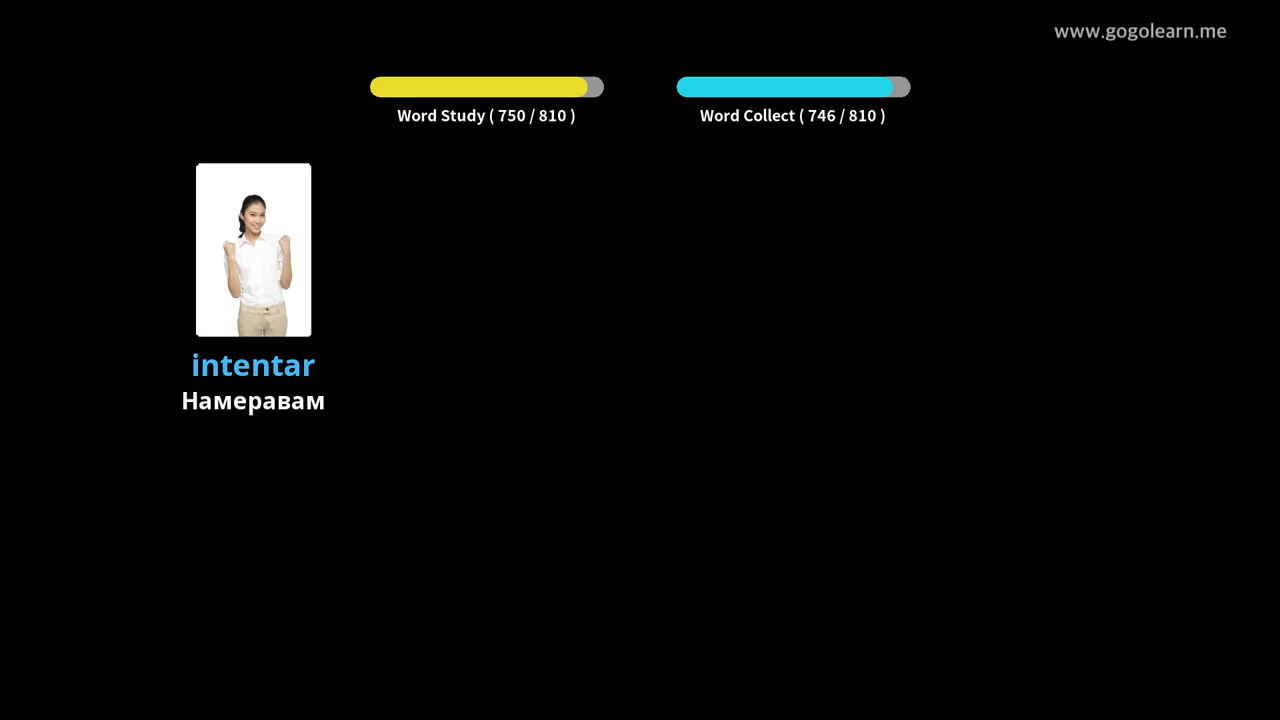 www.gogolearn.me
Word Study ( 750 / 810 )
Word Collect ( 746 / 810 )
intentar
Намеравам